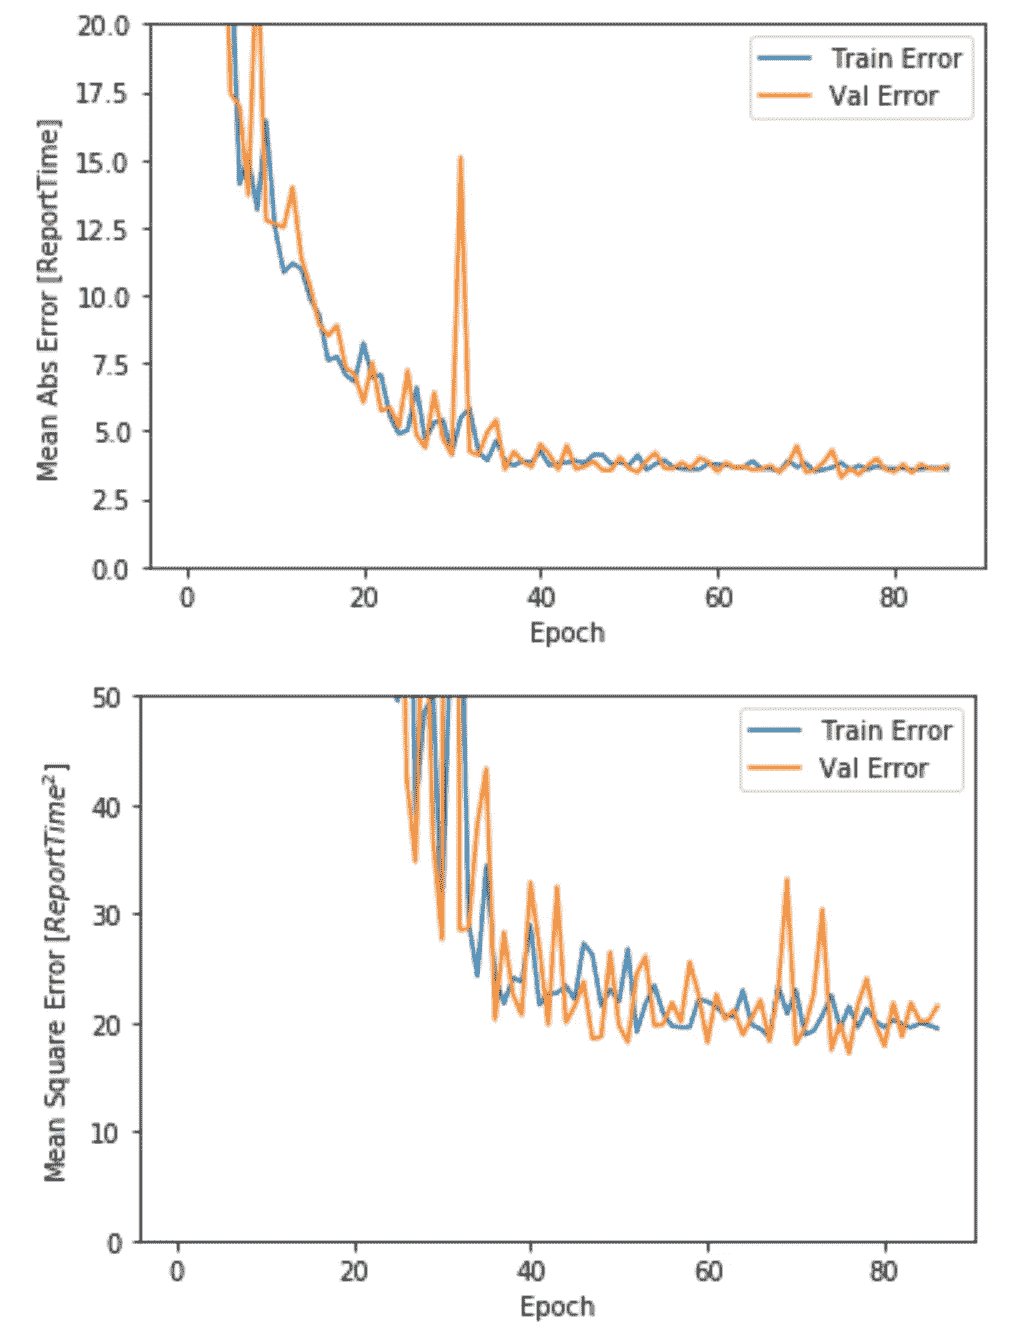 20.0
17.5
15.0
12.5
10.0
7.5
5.0
2.5
0.0
Mean Abs Error [ReportTime]
Train Error
Val Error
0 20 40 60 80
Epoch
50
40
30
20
10
0
Mean Square Error [ReportTime²]
Train Error
Val Error
0 20 40 60 80
Epoch